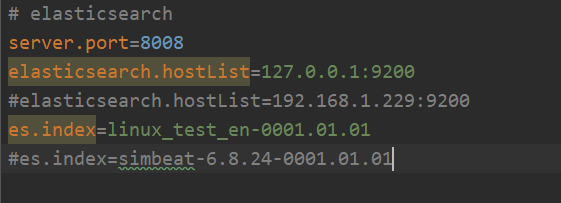 # elasticsearch
server.port=8008
elasticsearch.hostList=127.0.0.1:9200
#elasticsearch.hostList=192.168.1.229:9200
es.index=linux_test_en-0001.01.01
#es.index=simbeat-6.8.24-0001.01.01